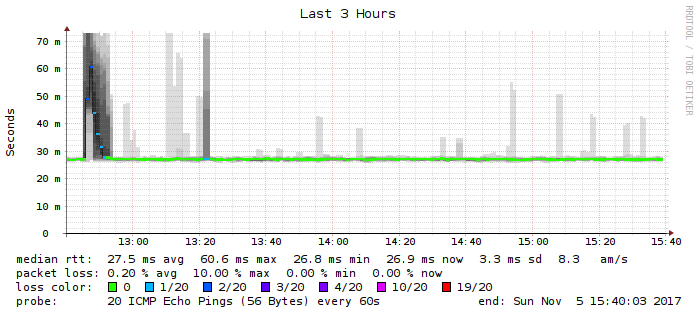 Last 3 Hours
RRDTOOL / TOBI OETIKER
Seconds
70 m
60 m
50 m
40 m
30 m
20 m
10 m
0
13:00 13:20 13:40 14:00 14:20 14:40 15:00 15:20 15:40
median rtt: 27.5 ms avg 60.6 ms max 26.8 ms min 26.9 ms now 3.3 ms sd 8.3 am/s
packet loss: 0.20 % avg 10.00 % max 0.00 % min 0.00 % now
loss color: 0 1/20 2/20 3/20 4/20 10/20 19/20
probe: 20 ICMP Echo Pings (56 Bytes) every 60s end: Sun Nov 5 15:40:03 2017